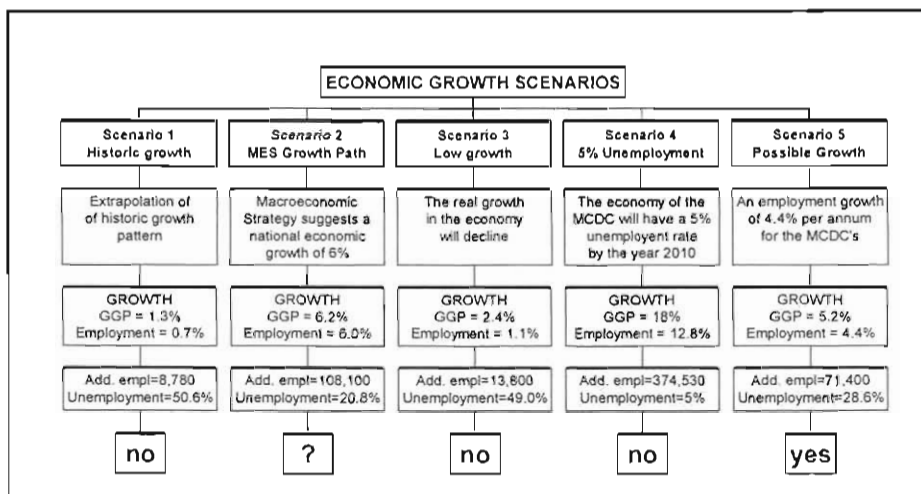 ECONOMIC GROWTH SCENARIOS
Scenario 1
Historic growth
Scenario 2
MES Growth Path
Scenario 3
Low growth
Scenario 4
5% Unemployment
Scenario 5
Possible Growth
Extrapolation of
of historic growth
pattern
Macroeconomic
Strategy suggests a
national economic
growth of 6%
The real growth
in the economy
will decline
The economy of the
MCDC will have a 5%
unemployent rate
by the year 2010
An employment growth
of 4.4% per annum
for the MCDC's
GROWTH
GGP = 1.3%
Employment = 0.7%
GROWTH
GGP = 6.2%
Employment = 6.0%
GROWTH
GGP = 2.4%
Employment = 1.1%
GROWTH
GGP = 18%
Employment = 12.8%
GROWTH
GGP = 5.2%
Employment = 4.4%
Add. empl=8,780
Unemployment=50.6%
Add. empl=108,100
Unemployment=20.8%
Add. empl=13,600
Unemployment=49.0%
Add. empl=374,530
Unemployment=5%
Add. empl=71,400
Unemployment=28.6%
no
?
no
no
yes